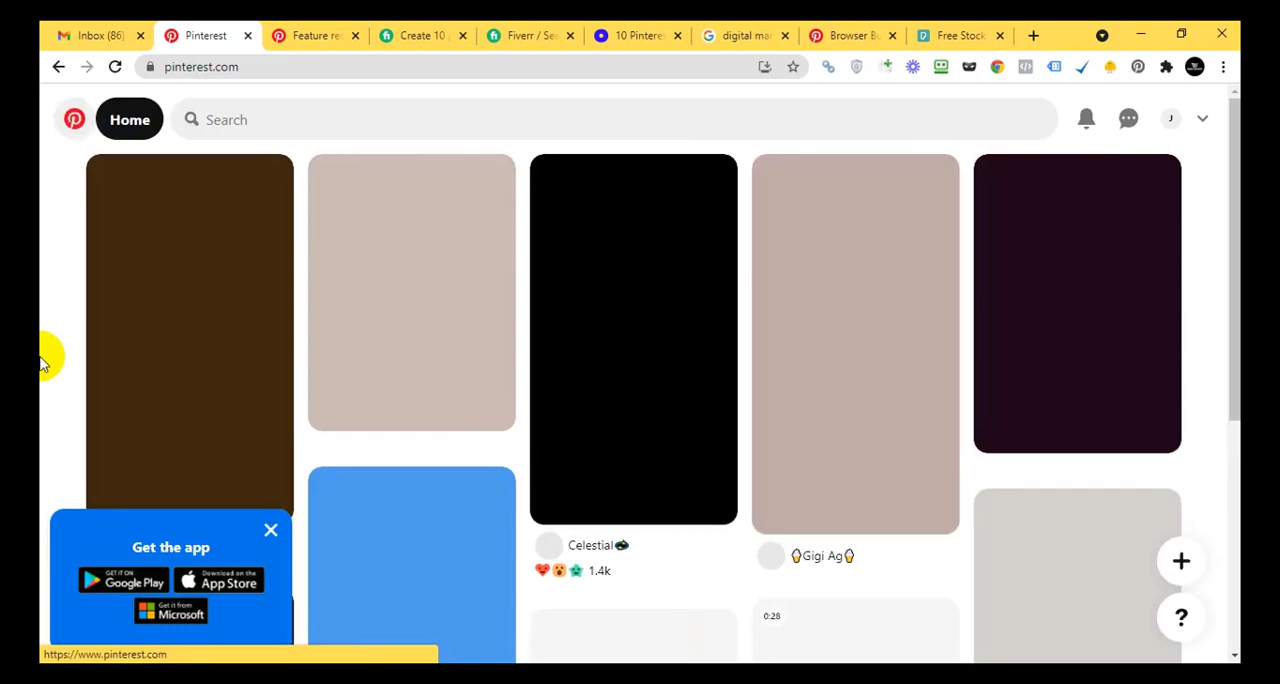 Inbox (86)
Pinterest
Feature re
Create 10
Fiverr / Se
10 Pintere
digital ma
Browser B
Free Stock
pinterest.com
Home
Search
J
Celestial
1.4k
Gigi Ag
0:28
Get the app
GET IT ON
Google Play
Download on the
App Store
Get it from
Microsoft
+
?
https://www.pinterest.com